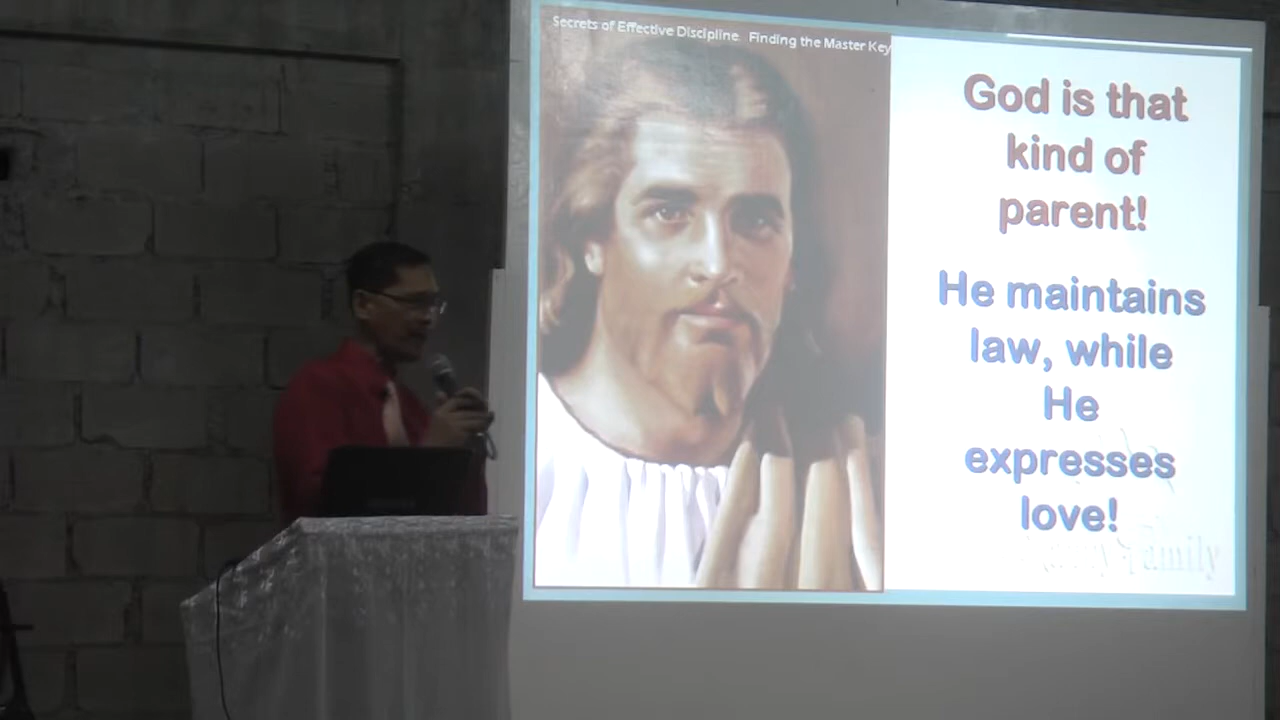 Secrets of Effective Discipline Finding the Master Key
God is that
kind of
parent!
He maintains
law, while
He
expresses
love!
Family